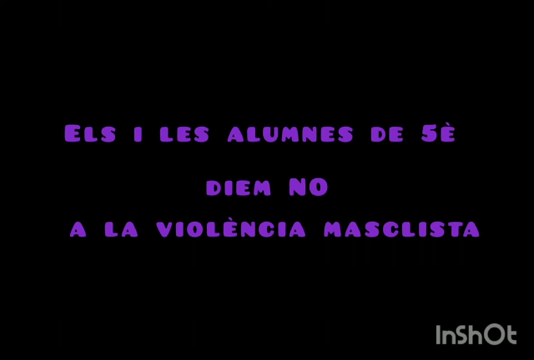 Els i les alumnes de 5è
diem NO
a la violència masclista
InShOt